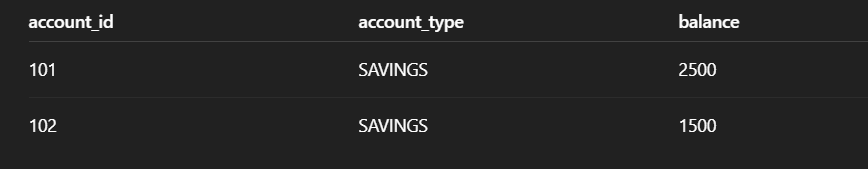 account_id account_type balance
101 SAVINGS 2500
102 SAVINGS 1500